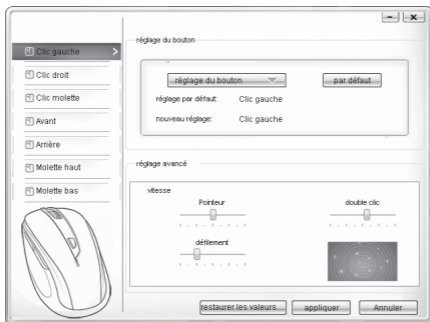 Clic gauche
Clic droit
Clic molette
Avant
Arrière
Molette haut
Molette bas
réglage du bouton
réglage du bouton
par défaut
réglage par défaut: Clic gauche
nouveau réglage: Clic gauche
réglage avancé
vitesse
Pointeur
double clic
défilement
restaurer les valeurs...
appliquer
Annuler